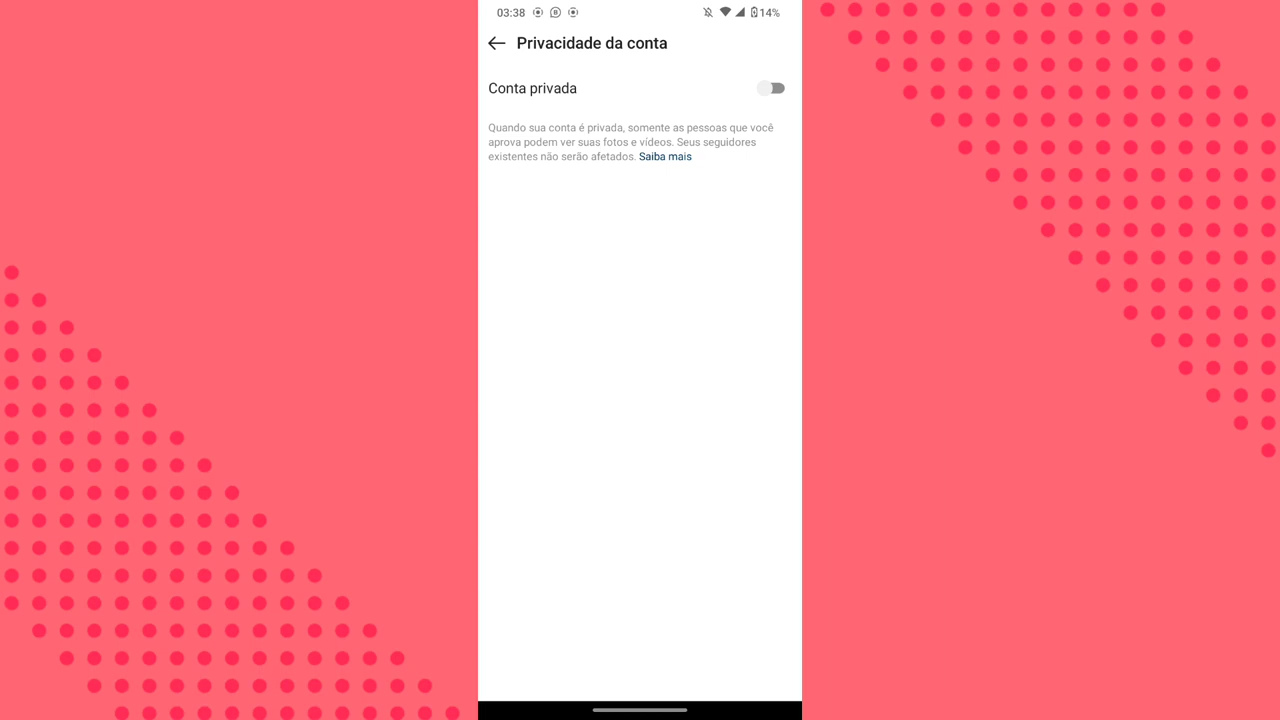 03:38 14%
Privacidade da conta
Conta privada
Quando sua conta é privada, somente as pessoas que você
aprova podem ver suas fotos e vídeos. Seus seguidores
existentes não serão afetados. Saiba mais